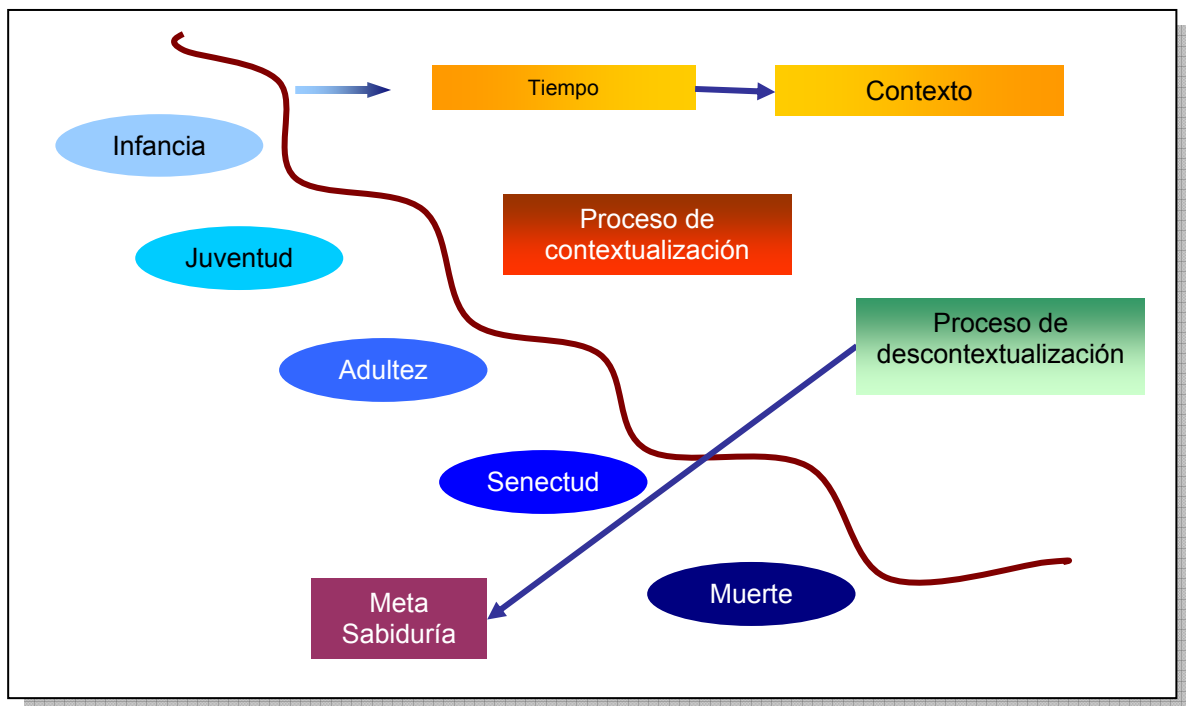 Tiempo
Contexto
Infancia
Proceso de
contextualización
Juventud
Proceso de
descontextualización
Adultez
Senectud
Muerte
Meta
Sabiduría